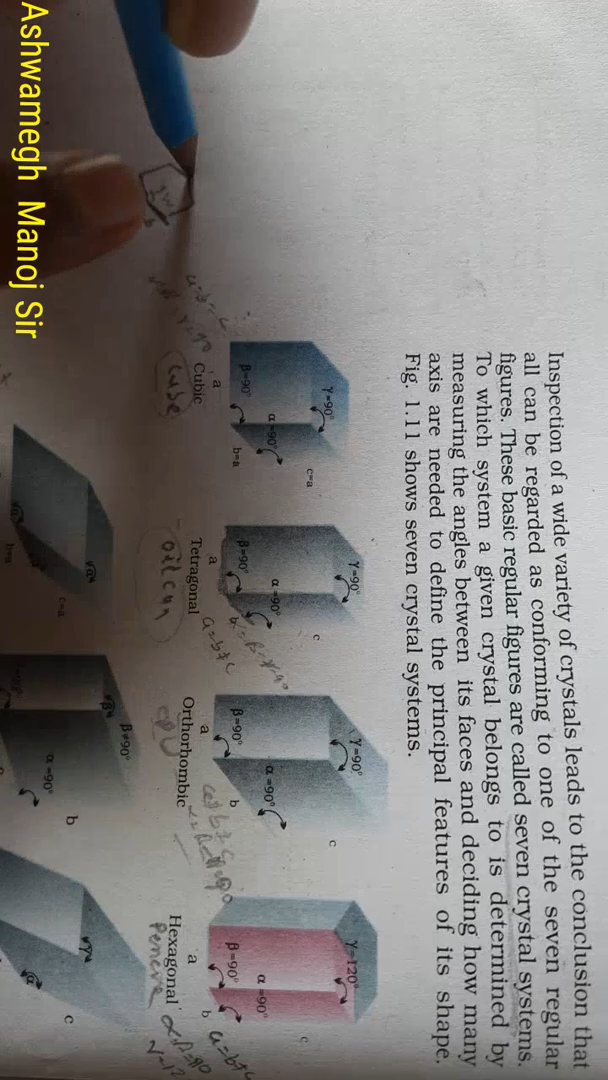 Inspection of a wide variety of crystals leads to the conclusion that
all can be regarded as conforming to one of the seven regular
figures. These basic regular figures are called seven crystal systems.
To which system a given crystal belongs to is determined by
measuring the angles between its faces and deciding how many
axis are needed to define the principal features of its shape.
Fig. 1.11 shows seven crystal systems.
γ=90°
α=90°
β=90°
c=a
b=a
a
Cubic
cube
γ=90°
α=90°
β=90°
c
a
Tetragonal
oilcan
a=b≠c
γ=90°
α=90°
β=90°
c
b
a
Orthorhombic
γ=120°
α=90°
β=90°
c
b
a
Hexagonal
a=b≠c
c=a
b=a
β≠90°
α=90°
b
γ
α
c
Ashwamegh Manoj Sir